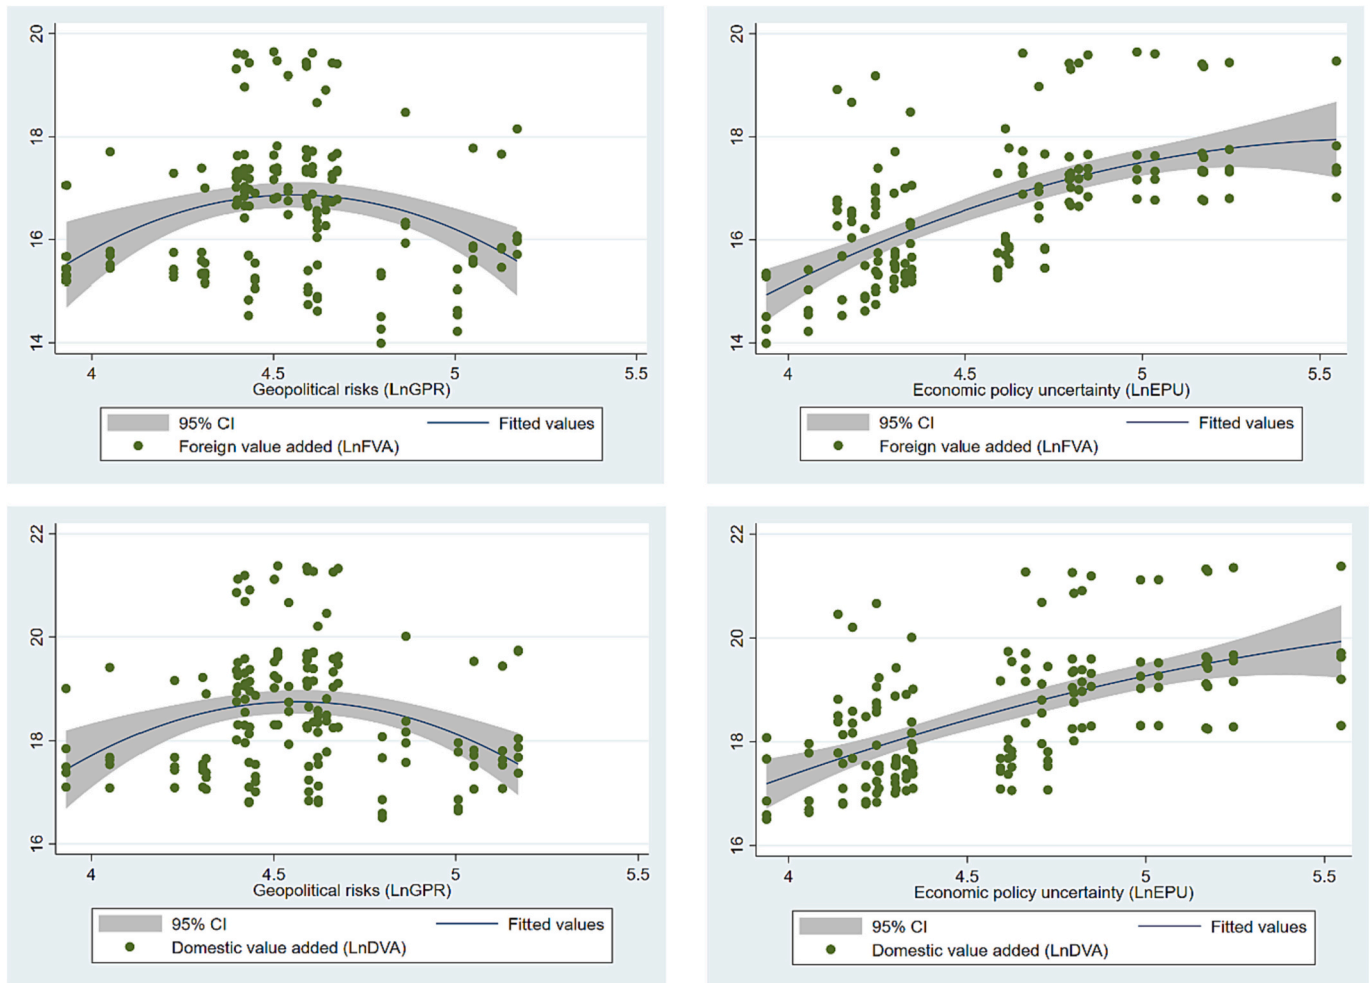 20
18
16
14
4 4.5 5 5.5
Geopolitical risks (LnGPR)
95% CI Fitted values
Foreign value added (LnFVA)
20
18
16
14
4 4.5 5 5.5
Economic policy uncertainty (LnEPU)
95% CI Fitted values
Foreign value added (LnFVA)
22
20
18
16
4 4.5 5 5.5
Geopolitical risks (LnGPR)
95% CI Fitted values
Domestic value added (LnDVA)
22
20
18
16
4 4.5 5 5.5
Economic policy uncertainty (LnEPU)
95% CI Fitted values
Domestic value added (LnDVA)